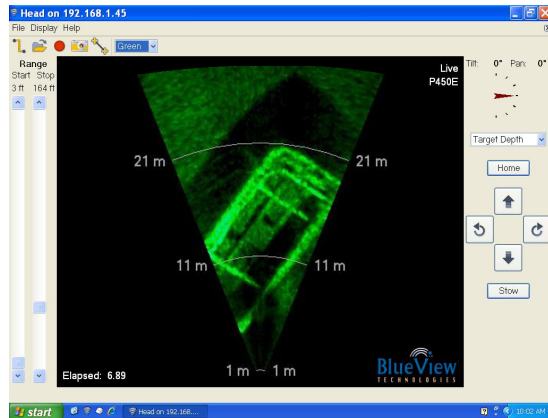 Head on 192.168.1.45
File Display Help
Green
Range
Start Stop
3 ft 164 ft
Live
P450E
21 m 21 m
11 m 11 m
1 m 1 m
Elapsed: 6.89
BlueView
TECHNOLOGIES
Tilt: 0° Pan: 0°
Target Depth
Home
Stow
start
Head on 192.168....
10:02 AM